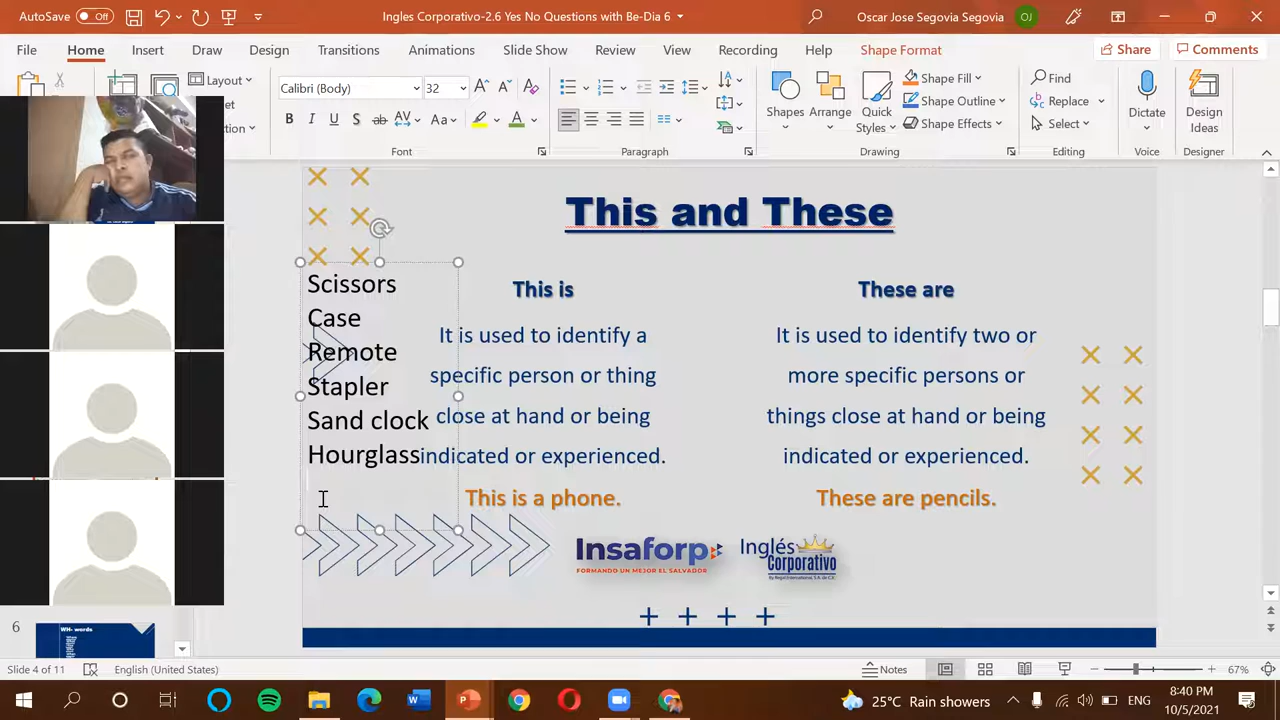 AutoSave Off
Ingles Corporativo-2.6 Yes No Questions with Be-Dia 6
Oscar Jose Segovia Segovia OJ
File Home Insert Draw Design Transitions Animations Slide Show Review View Recording Help Shape Format Share Comments
Layout
Calibri (Body) 32
Shapes Arrange Quick Styles
Shape Fill
Shape Outline
Shape Effects
Find
Replace
Select
Dictate
Design Ideas
Font Paragraph Drawing Editing Voice Designer
This and These
Scissors
Case
Remote
Stapler
Sand clock
Hourglass
This is
It is used to identify a
specific person or thing
close at hand or being
indicated or experienced.
This is a phone.
These are
It is used to identify two or
more specific persons or
things close at hand or being
indicated or experienced.
These are pencils.
Insaforp
FORMANDO UN MEJOR EL SALVADOR
Inglés
Corporativo
6
WH- words
Slide 4 of 11 English (United States) Notes 67%
25°C Rain showers ENG 8:40 PM
10/5/2021